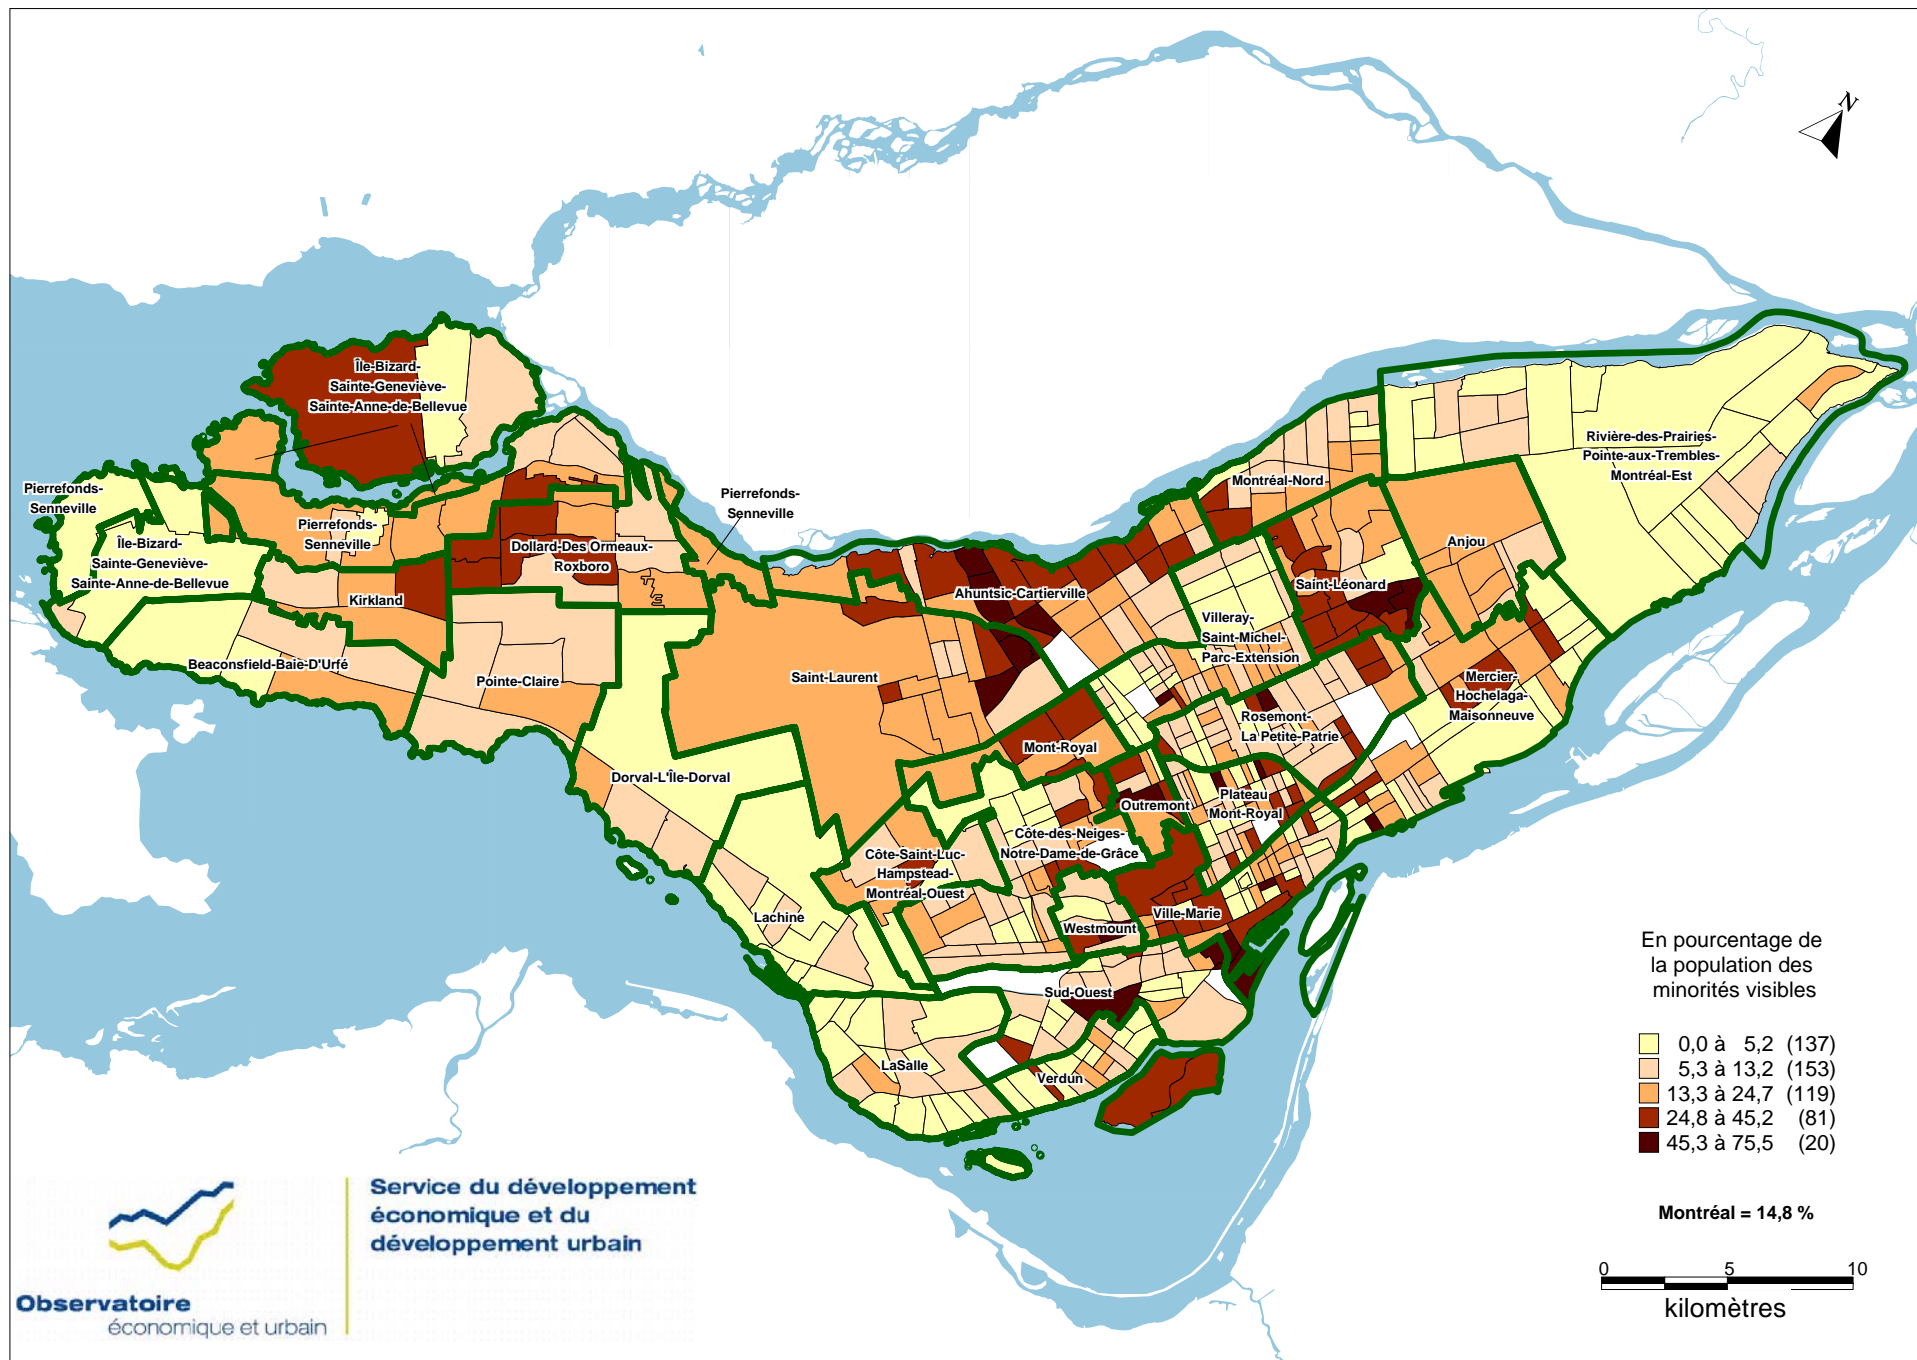 N
Île-Bizard-
Sainte-Geneviève-
Sainte-Anne-de-Bellevue
Pierrefonds-
Senneville
Pierrefonds-
Senneville
Île-Bizard-
Sainte-Geneviève-
Sainte-Anne-de-Bellevue
Pierrefonds-
Senneville
Dollard-Des Ormeaux-
Roxboro
Kirkland
Beaconsfield-Baie-D'Urfé
Pointe-Claire
Dorval-L'Île-Dorval
Saint-Laurent
Ahuntsic-Cartierville
Montréal-Nord
Rivière-des-Prairies-
Pointe-aux-Trembles-
Montréal-Est
Anjou
Saint-Léonard
Villeray-
Saint-Michel-
Parc-Extension
Mercier-
Hochelaga-
Maisonneuve
Rosemont-
La Petite-Patrie
Mont-Royal
Outremont
Plateau
Mont-Royal
Côte-des-Neiges-
Notre-Dame-de-Grâce
Côte-Saint-Luc-
Hampstead-
Montréal-Ouest
Lachine
Westmount
Ville-Marie
Sud-Ouest
LaSalle
Verdun
En pourcentage de
la population des
minorités visibles
0,0 à 5,2 (137)
5,3 à 13,2 (153)
13,3 à 24,7 (119)
24,8 à 45,2 (81)
45,3 à 75,5 (20)
Montréal = 14,8 %
0 5 10
kilomètres
Service du développement
économique et du
développement urbain
Observatoire
économique et urbain